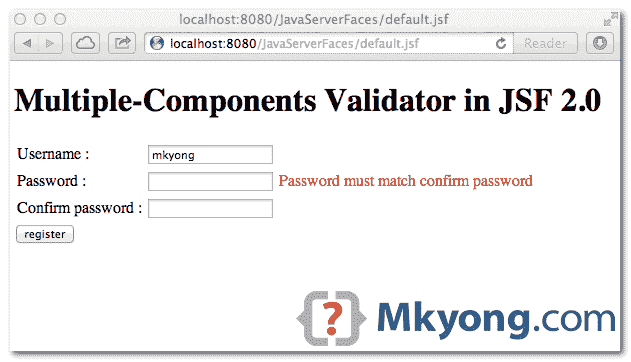 localhost:8080/JavaServerFaces/default.jsf
localhost:8080/JavaServerFaces/default.jsf Reader
Multiple-Components Validator in JSF 2.0
Username : mkyong
Password : Password must match confirm password
Confirm password :
register
{?} Mkyong.com